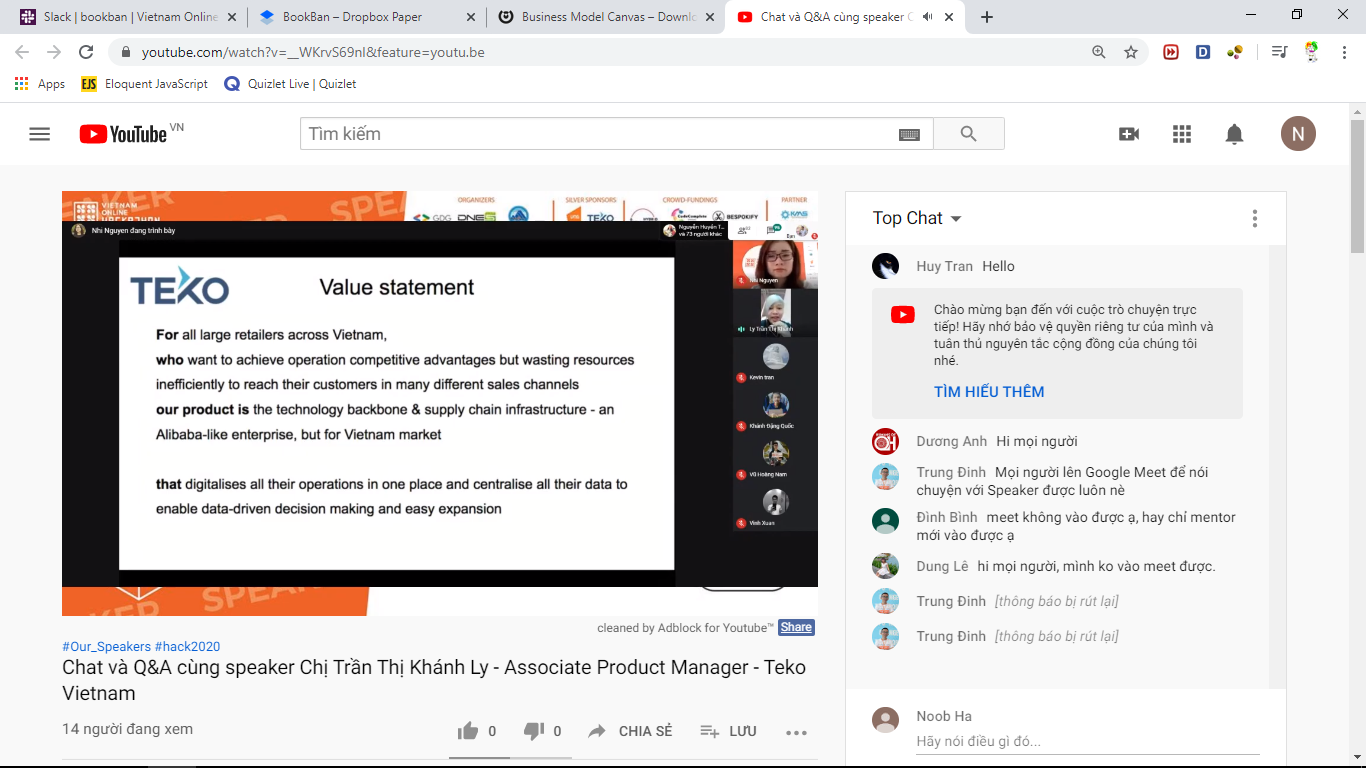 Slack | bookban | Vietnam Online
BookBan – Dropbox Paper
Business Model Canvas – Downlo
Chat và Q&A cùng speaker C
youtube.com/watch?v=__WKrvS69nI&feature=youtu.be
Apps
EJS
Eloquent JavaScript
Quizlet Live | Quizlet
YouTube VN
Tìm kiếm
N
SPEAKER
VIETNAM
ONLINE
HACKATHON
ORGANIZERS
SILVER SPONSORS
CROWD-FUNDINGS
PARTNER
GDG
DNES
TEKO
CodeComplete
BESPOKIFY
KMS
Nhi Nguyen đang trình bày
Nguyễn Huyền T...
và 73 người khác
Bạn
TEKO
Value statement
For all large retailers across Vietnam,
who want to achieve operation competitive advantages but wasting resources
inefficiently to reach their customers in many different sales channels
our product is the technology backbone & supply chain infrastructure - an
Alibaba-like enterprise, but for Vietnam market
that digitalises all their operations in one place and centralise all their data to
enable data-driven decision making and easy expansion
Nhi Nguyen
Ly Trần Thị Khánh
Kevin tran
Khánh Đặng Quốc
Vũ Hoàng Nam
Vinh Xuan
cleaned by Adblock for Youtube™ Share
#Our_Speakers #hack2020
Chat và Q&A cùng speaker Chị Trần Thị Khánh Ly - Associate Product Manager - Teko
Vietnam
14 người đang xem
0
0
CHIA SẺ
LƯU
Top Chat
Huy Tran Hello
Chào mừng bạn đến với cuộc trò chuyện trực
tiếp! Hãy nhớ bảo vệ quyền riêng tư của mình và
tuân thủ nguyên tắc cộng đồng của chúng tôi
nhé.
TÌM HIỂU THÊM
Dương Anh Hi mọi người
Trung Đinh Mọi người lên Google Meet để nói
chuyện với Speaker được luôn nè
Đình Bình meet không vào được ạ, hay chỉ mentor
mới vào được ạ
Dung Lê hi mọi người, mình ko vào meet được.
Trung Đinh [thông báo bị rút lại]
Trung Đinh [thông báo bị rút lại]
Noob Ha
Hãy nói điều gì đó...